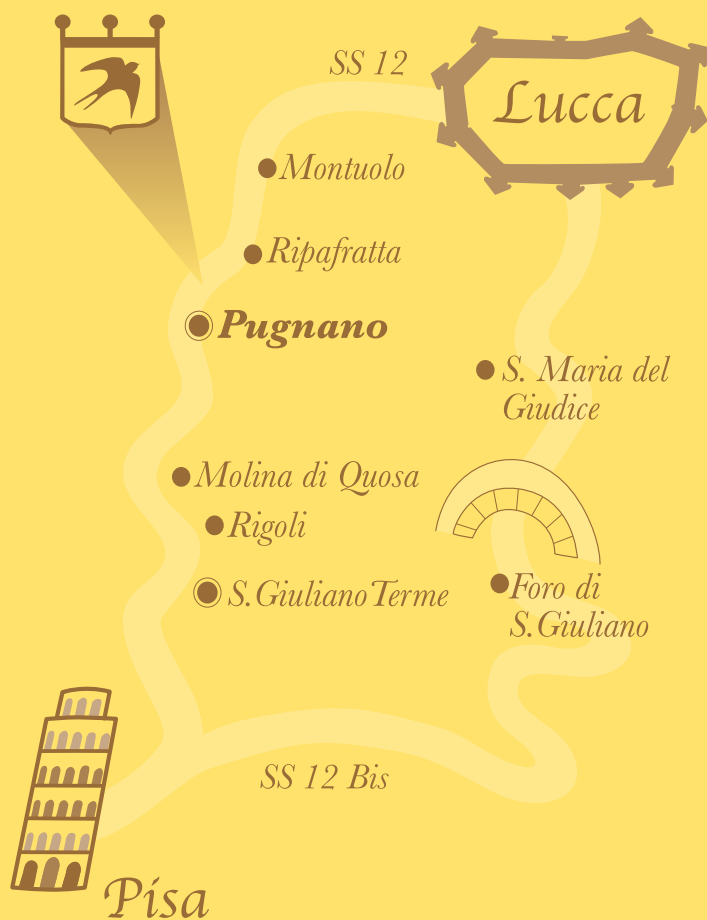 SS 12
Lucca
Montuolo
Ripafratta
Pugnano
S. Maria del
Giudice
Molina di Quosa
Rigoli
S.Giuliano Terme
Foro di
S.Giuliano
SS 12 Bis
Pisa